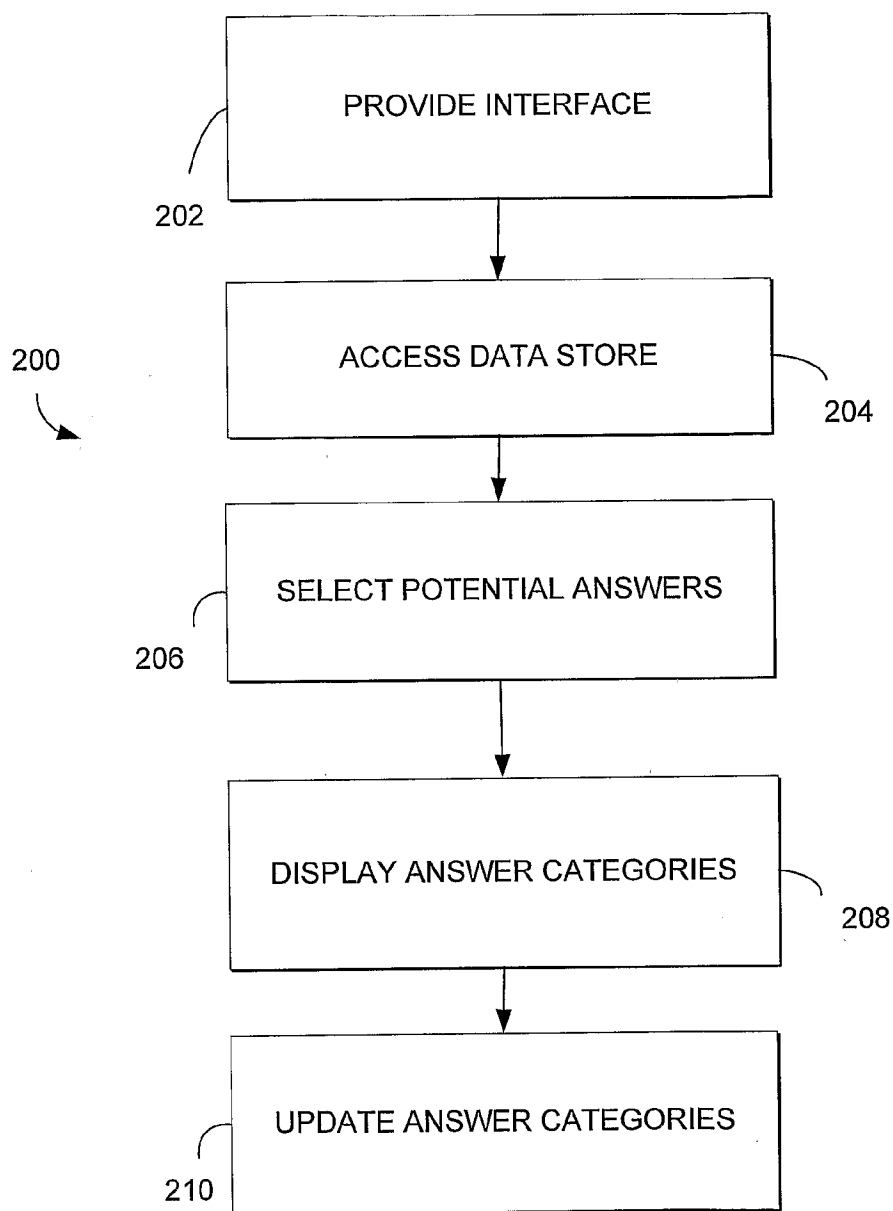 PROVIDE INTERFACE
202
ACCESS DATA STORE
200
204
SELECT POTENTIAL ANSWERS
206
DISPLAY ANSWER CATEGORIES
208
UPDATE ANSWER CATEGORIES
210